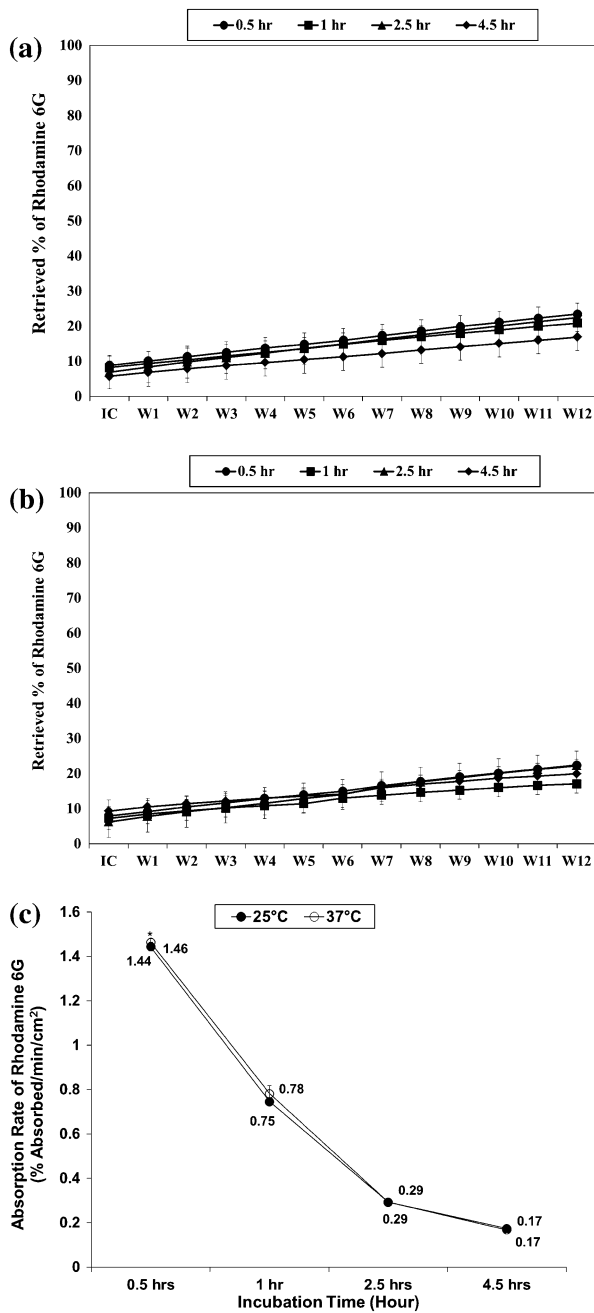 0.5 hr 1 hr 2.5 hr 4.5 hr
(a)
Retrieved % of Rhodamine 6G
100
90
80
70
60
50
40
30
20
10
0
IC W1 W2 W3 W4 W5 W6 W7 W8 W9 W10 W11 W12
0.5 hr 1 hr 2.5 hr 4.5 hr
(b)
Retrieved % of Rhodamine 6G
100
90
80
70
60
50
40
30
20
10
0
IC W1 W2 W3 W4 W5 W6 W7 W8 W9 W10 W11 W12
(c)
25°C 37°C
Absorption Rate of Rhodamine 6G
(% Absorbed/min/cm²)
1.6
1.4
1.2
1
0.8
0.6
0.4
0.2
0
*
1.46
1.44
0.78
0.75
0.29
0.29
0.17
0.17
0.5 hrs 1 hr 2.5 hrs 4.5 hrs
Incubation Time (Hour)